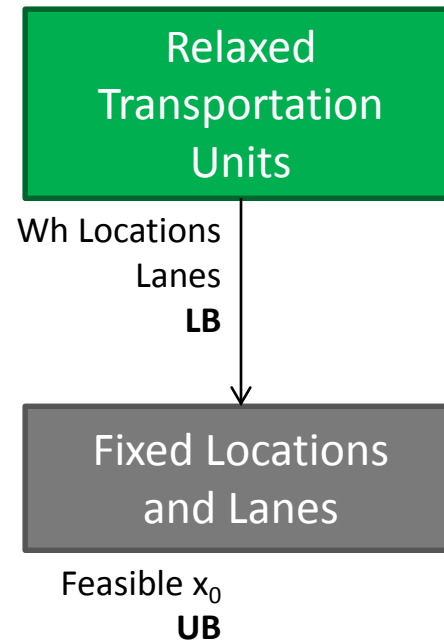 Relaxed
Transportation
Units
Wh Locations
Lanes
LB
Fixed Locations
and Lanes
Feasible x₀
UB